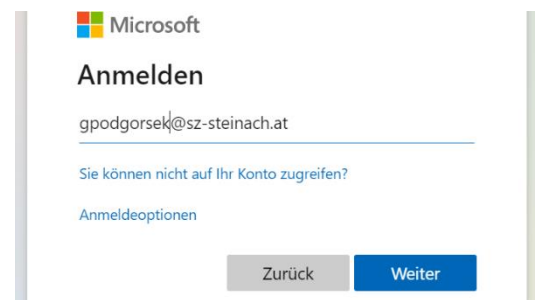 Microsoft
Anmelden
gpodgorsek@sz-steinach.at
Sie können nicht auf Ihr Konto zugreifen?
Anmeldeoptionen
Zurück
Weiter